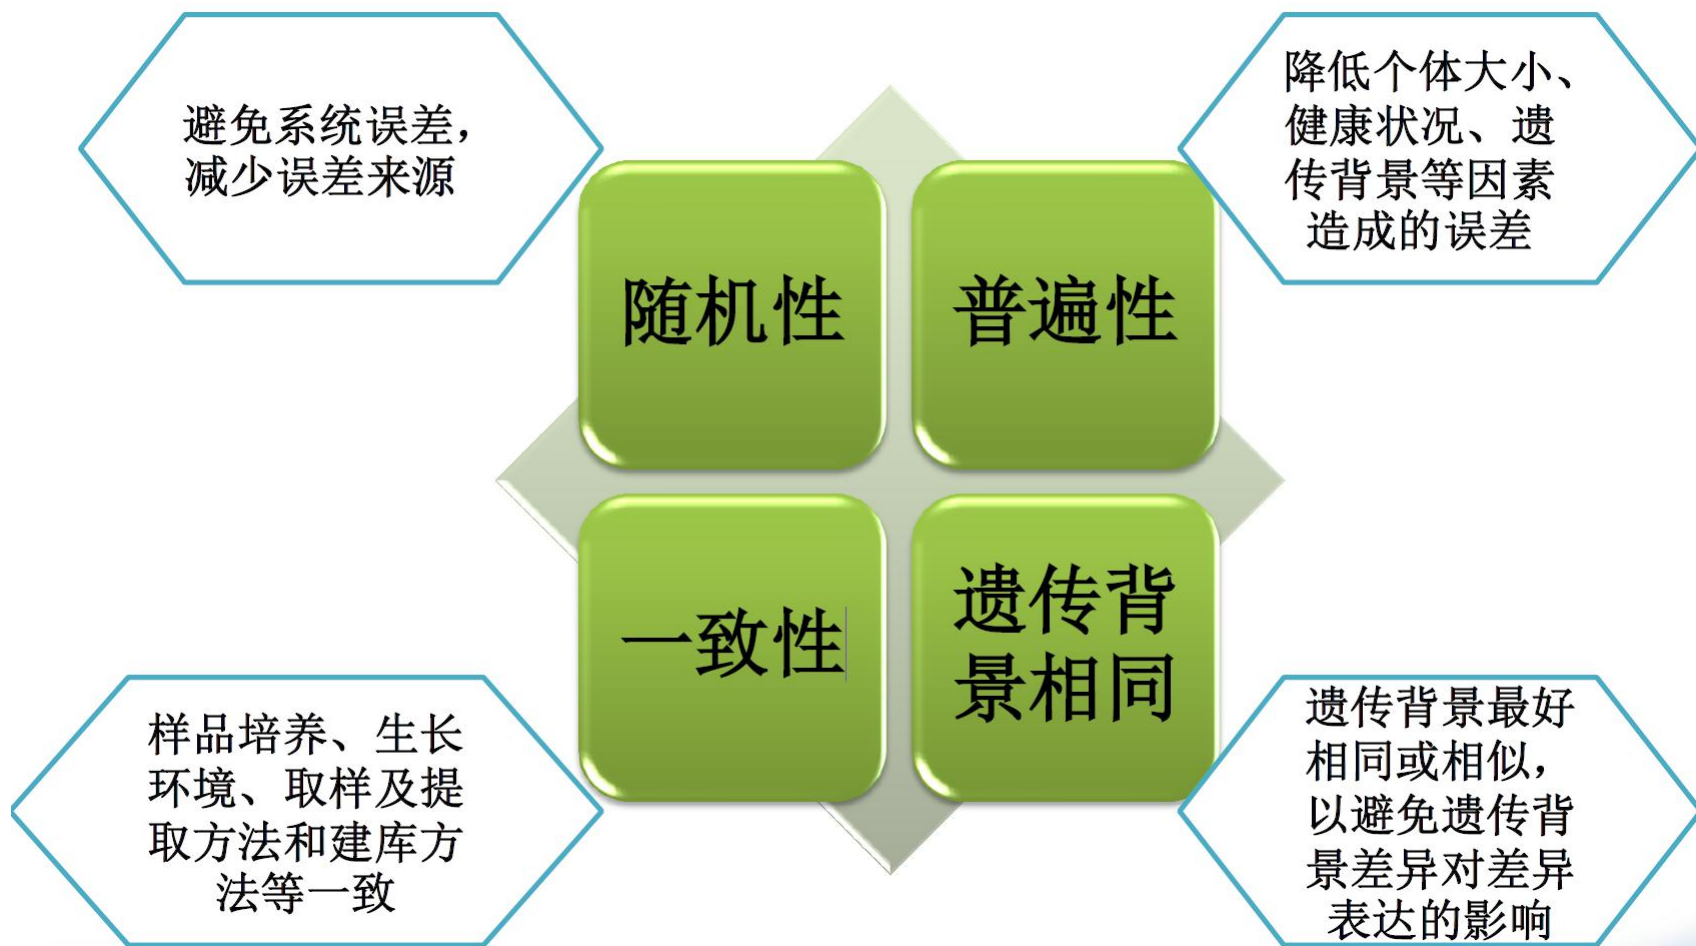 避免系统误差，
减少误差来源
降低个体大小、
健康状况、遗
传背景等因素
造成的误差
随机性
普遍性
一致性
遗传背
景相同
样品培养、生长
环境、取样及提
取方法和建库方
法等一致
遗传背景最好
相同或相似，
以避免遗传背
景差异对差异
表达的影响